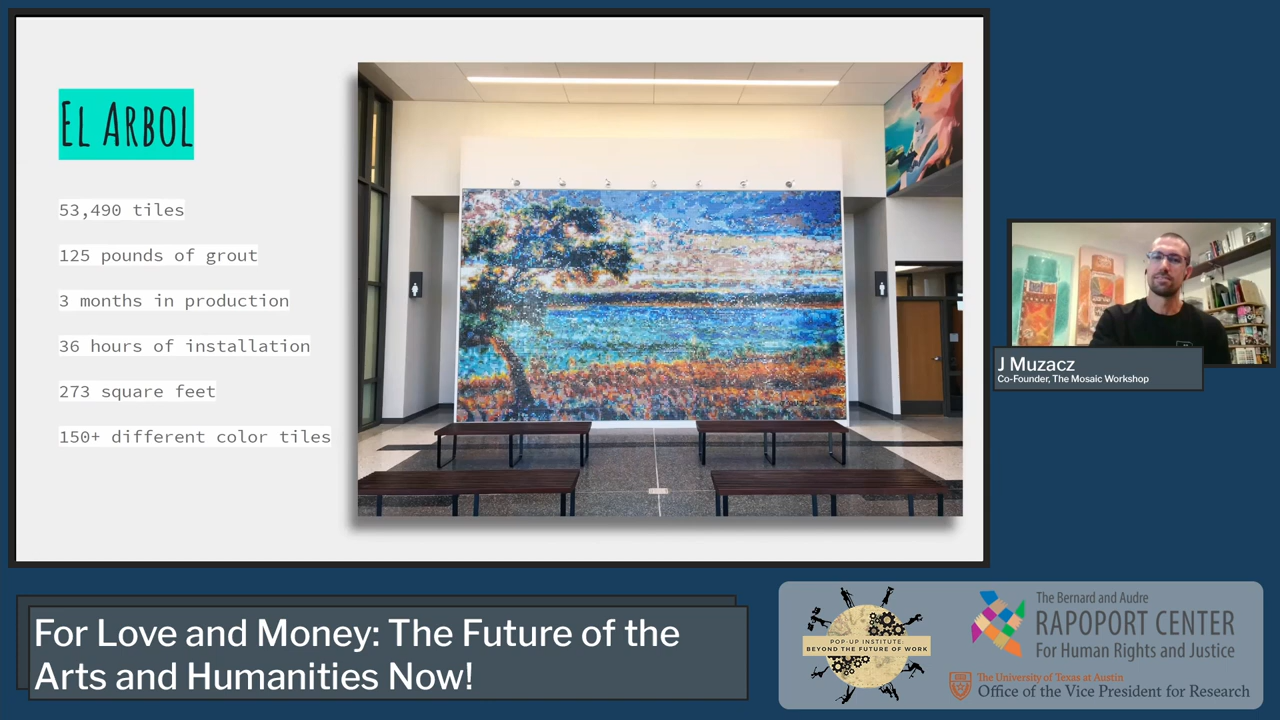 El Arbol
53,490 tiles
125 pounds of grout
3 months in production
36 hours of installation
273 square feet
150+ different color tiles
J Muzacz
Co-Founder, The Mosaic Workshop
For Love and Money: The Future of the
Arts and Humanities Now!
POP-UP INSTITUTE:
BEYOND THE FUTURE OF WORK
The Bernard and Audre
RAPOPORT CENTER
For Human Rights and Justice
The University of Texas at Austin
Office of the Vice President for Research